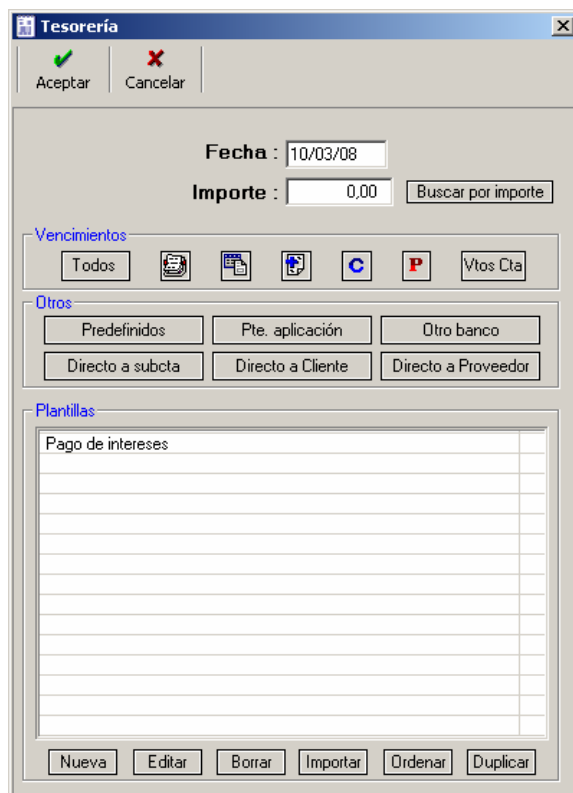 Tesorería
Aceptar Cancelar
Fecha : 10/03/08
Importe : 0,00 Buscar por importe
Vencimientos
Todos C P Vtos Cta
Otros
Predefinidos Pte. aplicación Otro banco
Directo a subcta Directo a Cliente Directo a Proveedor
Plantillas
Pago de intereses
Nueva Editar Borrar Importar Ordenar Duplicar